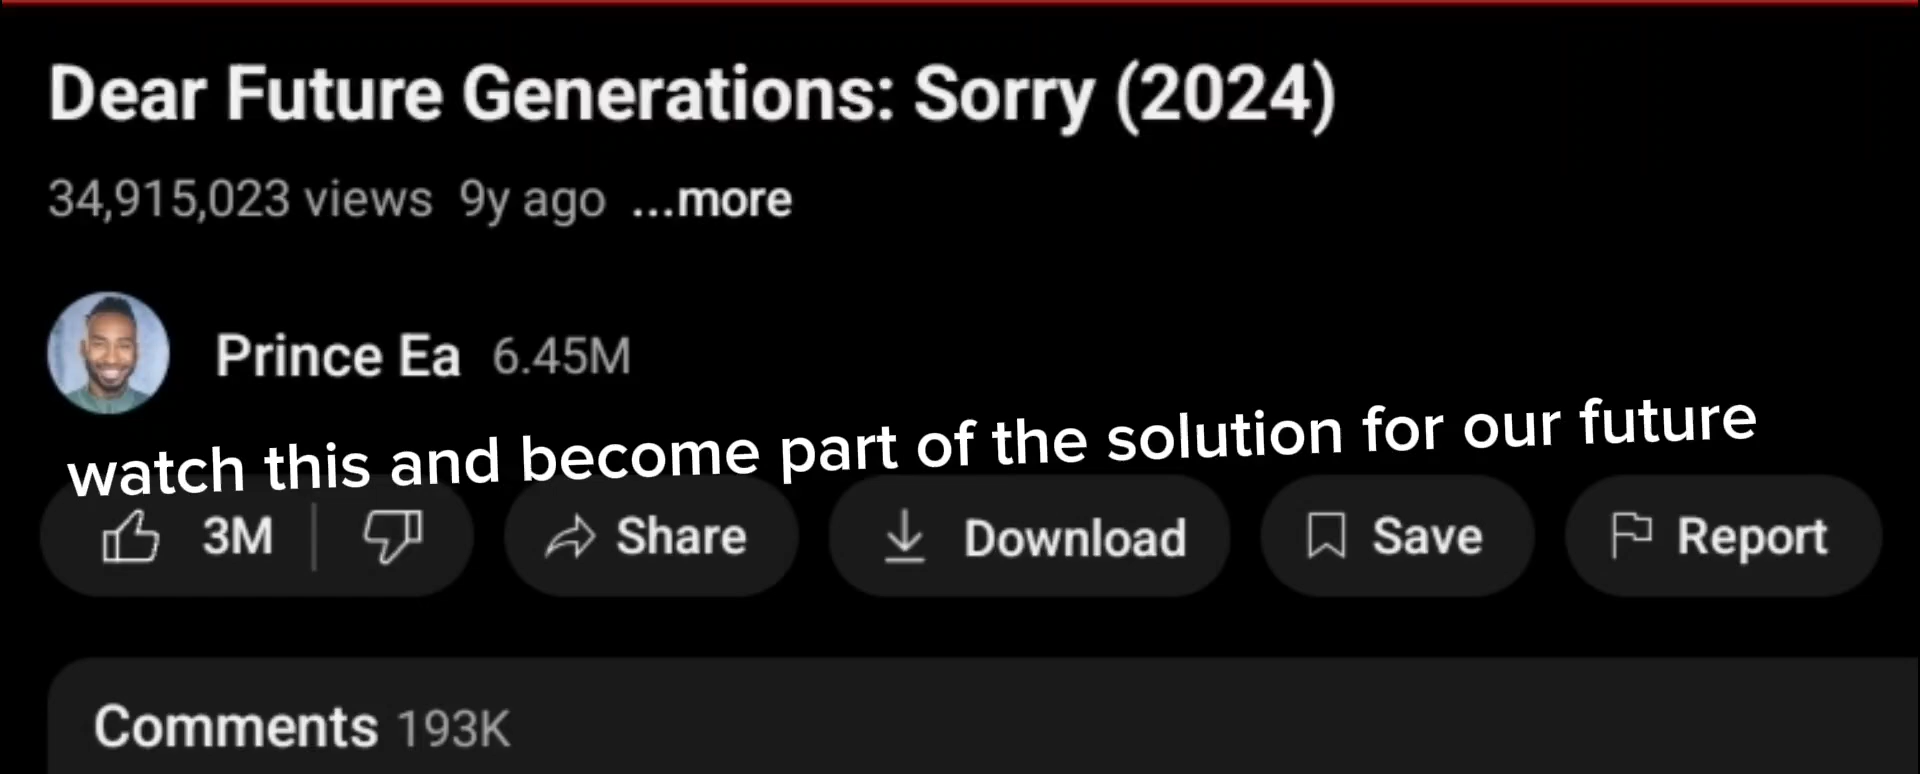 Dear Future Generations: Sorry (2024)
34,915,023 views 9y ago ...more
Prince Ea 6.45M
watch this and become part of the solution for our future
3M Share Download Save Report
Comments 193K